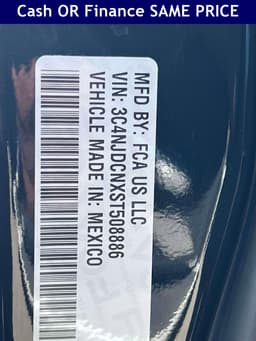 Cash OR Finance SAME PRICE
MFD BY: FCA US LLC
VIN: 3C4NJDCNXST508886
VEHICLE MADE IN: MEXICO